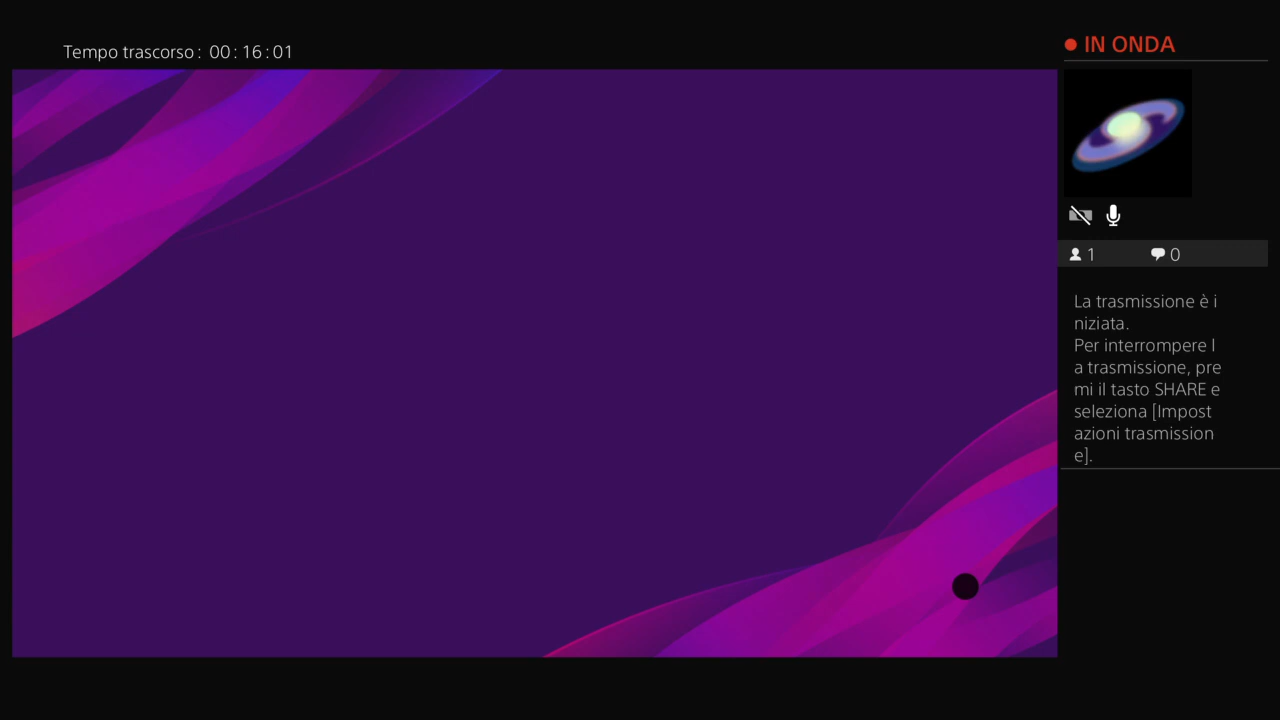 Tempo trascorso: 00:16:01
IN ONDA
1 0
La trasmissione è i
niziata.
Per interrompere l
a trasmissione, pre
mi il tasto SHARE e
seleziona [Impost
azioni trasmission
e].